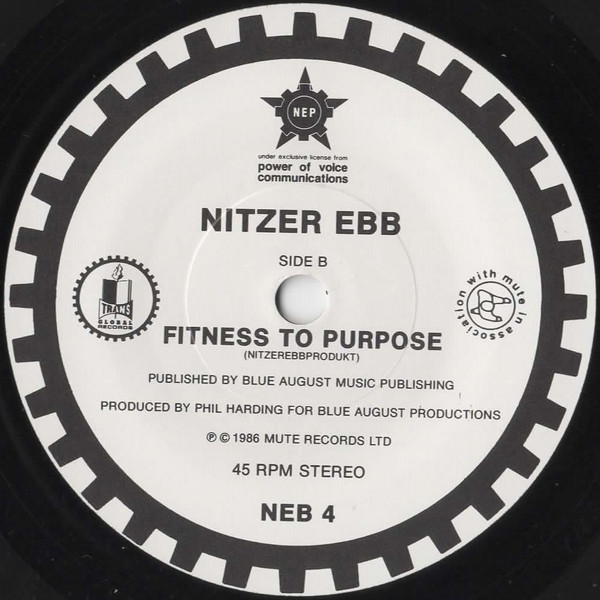 NEP
under exclusive license from
power of voice
communications
NITZER EBB
SIDE B
TRANS
GLOBAL
RECORDS
in association with mute
FITNESS TO PURPOSE
(NITZEREBBPRODUKT)
PUBLISHED BY BLUE AUGUST MUSIC PUBLISHING
PRODUCED BY PHIL HARDING FOR BLUE AUGUST PRODUCTIONS
℗ © 1986 MUTE RECORDS LTD
45 RPM STEREO
NEB 4